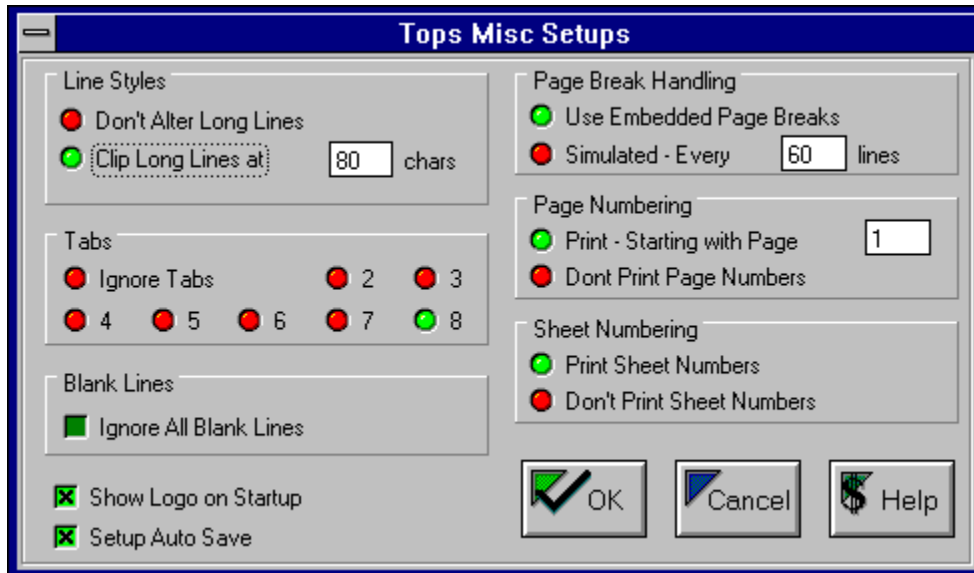 Tops Misc Setups
Line Styles
Don't Alter Long Lines
Clip Long Lines at 80 chars
Tabs
Ignore Tabs 2 3
4 5 6 7 8
Blank Lines
Ignore All Blank Lines
Show Logo on Startup
Setup Auto Save
Page Break Handling
Use Embedded Page Breaks
Simulated - Every 60 lines
Page Numbering
Print - Starting with Page 1
Dont Print Page Numbers
Sheet Numbering
Print Sheet Numbers
Don't Print Sheet Numbers
OK Cancel $ Help